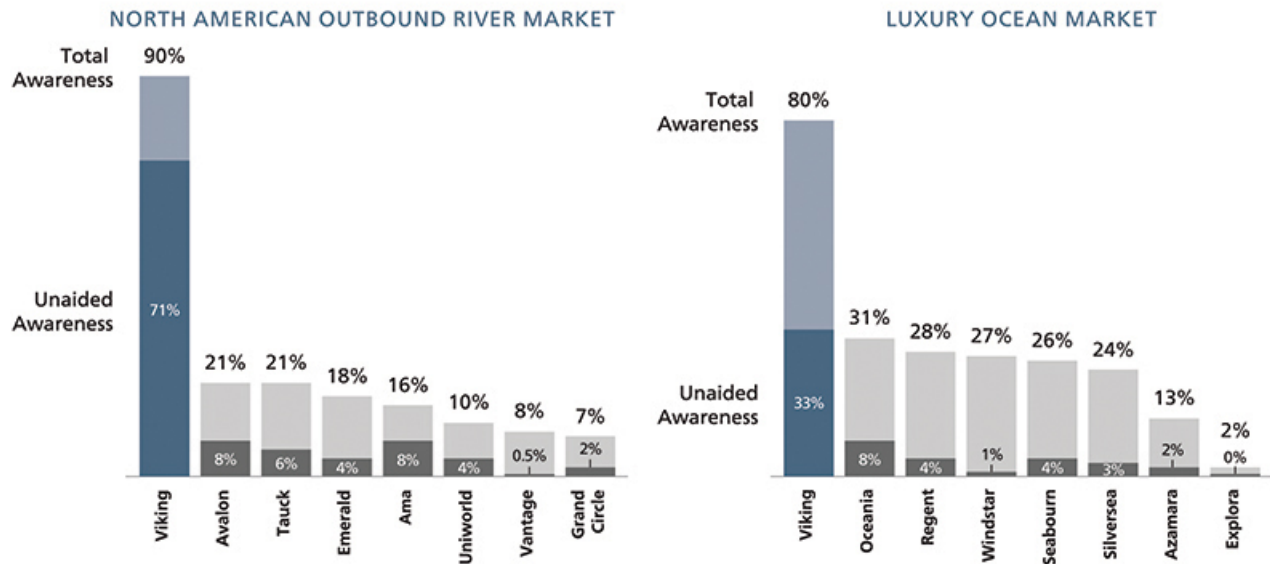 NORTH AMERICAN OUTBOUND RIVER MARKET
Total
Awareness
90%
Unaided
Awareness
71%
21%
8%
21%
6%
18%
4%
16%
8%
10%
4%
8%
0.5%
7%
2%
Viking
Avalon
Tauck
Emerald
Ama
Uniworld
Vantage
Grand
Circle
LUXURY OCEAN MARKET
Total
Awareness
80%
Unaided
Awareness
33%
31%
8%
28%
4%
27%
1%
26%
4%
24%
3%
13%
2%
2%
0%
Viking
Oceania
Regent
Windstar
Seabourn
Silversea
Azamara
Explora